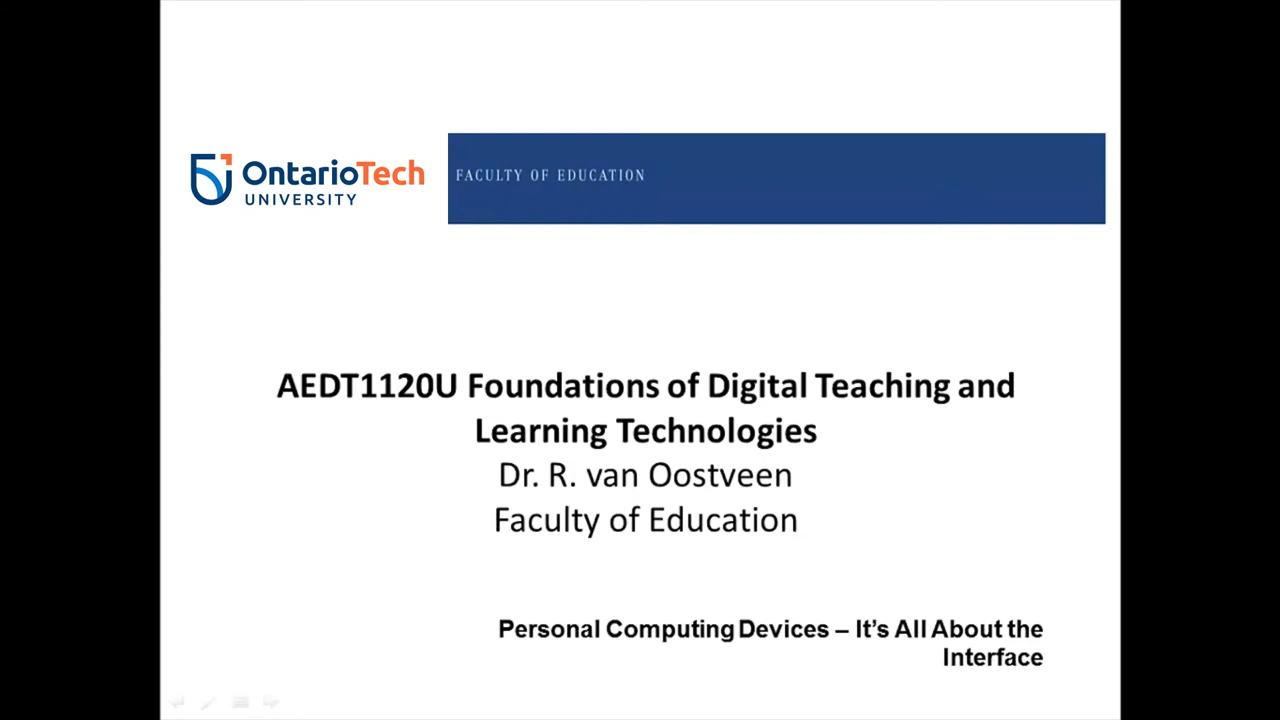 OntarioTech
UNIVERSITY
FACULTY OF EDUCATION
AEDT1120U Foundations of Digital Teaching and
Learning Technologies
Dr. R. van Oostveen
Faculty of Education
Personal Computing Devices – It’s All About the
Interface